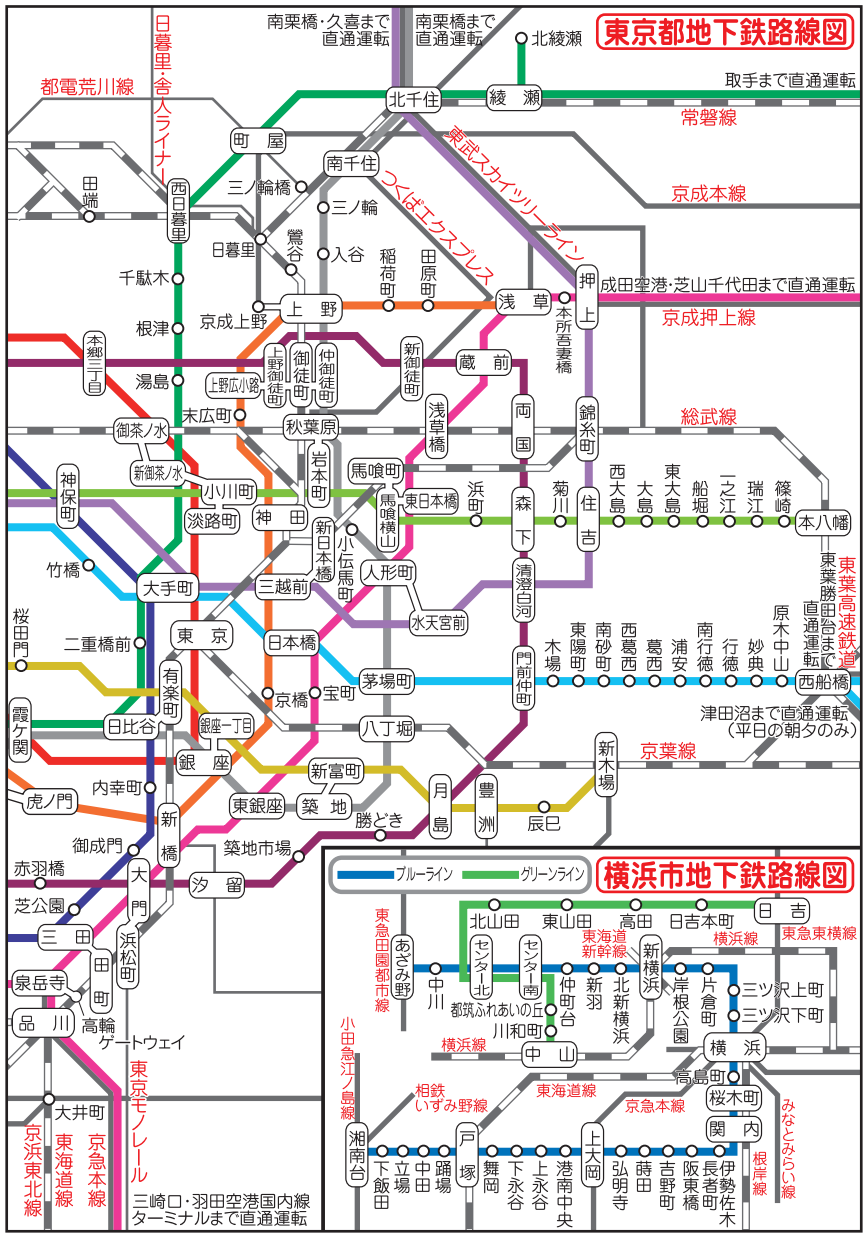 東京都地下鉄路線図
南栗橋・久喜まで
直通運転
南栗橋まで
直通運転
北綾瀬
取手まで直通運転
日暮里・舎人ライナー
都電荒川線
北千住
綾瀬
常磐線
町屋
南千住
東武スカイツリーライン
つくばエクスプレス
京成本線
三ノ輪橋
三ノ輪
田端
西日暮里
日暮里
鶯谷
入谷
稲荷町
田原町
浅草
押上
成田空港・芝山千代田まで直通運転
京成押上線
本所吾妻橋
千駄木
京成上野
上野
根津
本郷三丁目
上野御徒町
御徒町
仲御徒町
新御徒町
蔵前
湯島
上野広小路
末広町
秋葉原
浅草橋
両国
錦糸町
総武線
御茶ノ水
新御茶ノ水
小川町
淡路町
神保町
神田
岩本町
馬喰町
馬喰横山
東日本橋
浜町
森下
菊川
住吉
西大島
大島
東大島
船堀
一之江
瑞江
篠崎
本八幡
新日本橋
小伝馬町
人形町
水天宮前
清澄白河
竹橋
大手町
三越前
東葉勝田台まで
直通運転
東葉高速鉄道
桜田門
二重橋前
東京
日本橋
茅場町
門前仲町
木場
東陽町
南砂町
西葛西
葛西
浦安
南行徳
行徳
妙典
原木中山
西船橋
有楽町
京橋
宝町
霞ケ関
日比谷
銀座一丁目
銀座
八丁堀
津田沼まで直通運転
(平日の朝夕のみ)
京葉線
虎ノ門
内幸町
新橋
東銀座
新富町
築地
月島
豊洲
辰巳
新木場
勝どき
築地市場
御成門
赤羽橋
芝公園
大門
汐留
三田
田町
浜松町
泉岳寺
品川
高輪
ゲートウェイ
大井町
京浜東北線
東海道線
京急本線
東京モノレール
三崎口・羽田空港国内線
ターミナルまで直通運転
横浜市地下鉄路線図
ブルーライン
グリーンライン
北山田
東山田
高田
日吉本町
日吉
東急田園都市線
あざみ野
中川
センター北
センター南
東海道
新幹線
横浜線
東急東横線
仲町台
新羽
北新横浜
新横浜
岸根公園
片倉町
都筑ふれあいの丘
川和町
中山
三ツ沢上町
三ツ沢下町
横浜
横浜線
小田急江ノ島線
相鉄
いずみ野線
東海道線
京急本線
高島町
桜木町
関内
みなとみらい線
根岸線
湘南台
下飯田
立場
中田
踊場
戸塚
舞岡
下永谷
上永谷
港南中央
上大岡
弘明寺
蒔田
吉野町
阪東橋
長者町
伊勢佐木